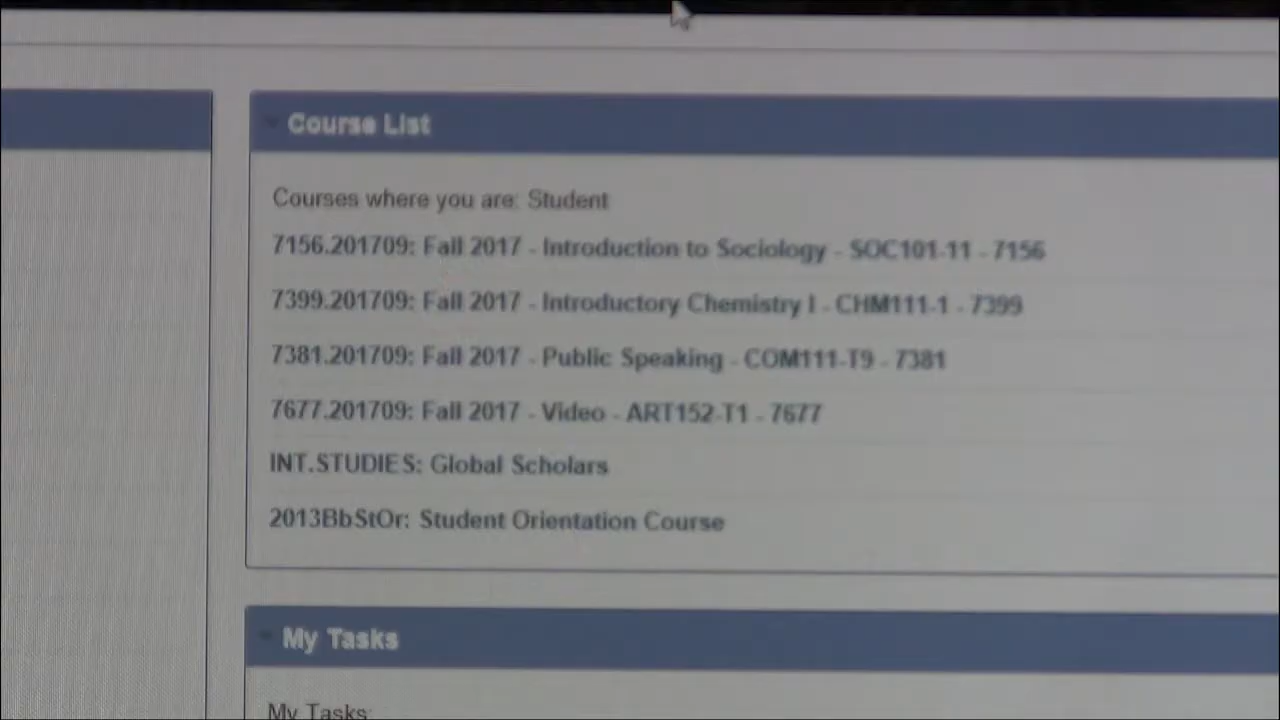 Course List
Courses where you are: Student
7156.201709: Fall 2017 - Introduction to Sociology - SOC101-11 - 7156
7399.201709: Fall 2017 - Introductory Chemistry I - CHM111-1 - 7399
7381.201709: Fall 2017 - Public Speaking - COM111-T9 - 7381
7677.201709: Fall 2017 - Video - ART152-T1 - 7677
INT.STUDIES: Global Scholars
2013BbStOr: Student Orientation Course
My Tasks
My Tasks: